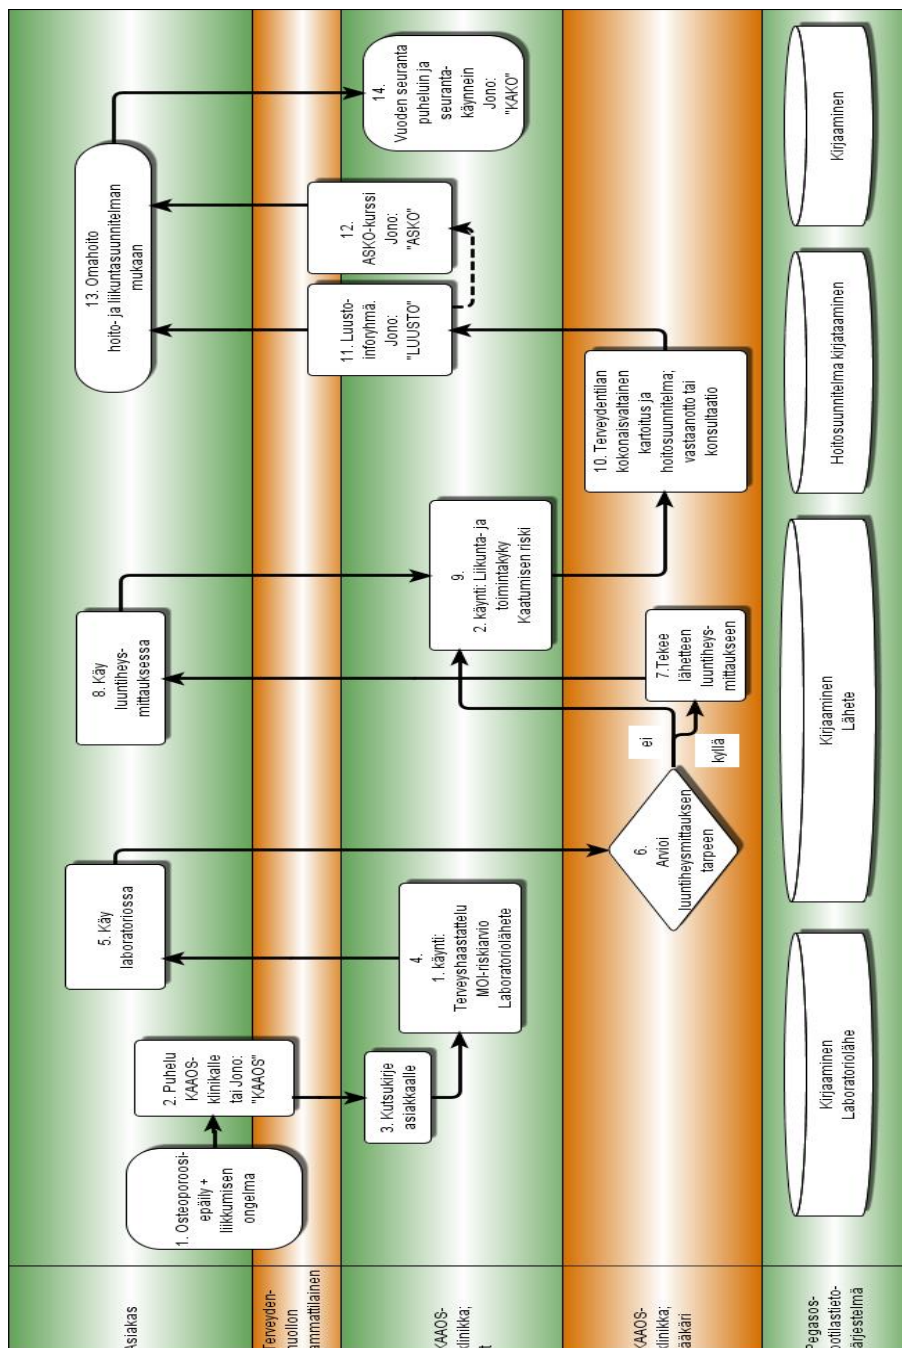 Asiakas
Terveyden-
huollon
ammattilainen
KAAOS-
klinikka;
KAAOS-
klinikka;
lääkäri
Pegasos-
potilastieto-
järjestelmä
1. Osteoporoosi-
epäily +
liikkumisen
ongelma
2. Puhelu
KAAOS-
klinikalle
tai Jono:
"KAAOS"
3. Kutsukirje
asiakkaalle
4.
1. käynti:
Terveyshaastattelu
MOI-riskiarvio
Laboratoriolähete
5. Käy
laboratoriossa
6.
Arvioi
luuntiheysmittauksen
tarpeen
ei
kyllä
7.Tekee
lähetteen
luuntiheys-
mittaukseen
8. Käy
luuntiheys-
mittauksessa
9.
2. käynti: Liikunta- ja
toimintakyky
Kaatumisen riski
10. Terveydentilan
kokonaisvaltainen
kartoitus ja
hoitosuunnitelma;
vastaanotto tai
konsultaatio
11. Luusto-
inforyhmä.
Jono:
"LUUSTO"
12.
ASKO-kurssi
Jono:
"ASKO"
13. Omahoito
hoito- ja liikuntasuunnitelman
mukaan
14.
Vuoden seuranta
puheluin ja
seuranta-
käynnein
Jono:
"KAKO"
Kirjaaminen
Laboratoriolähe
Kirjaaminen
Lähete
Hoitosuunnitelma kirjataaminen
Kirjaaminen